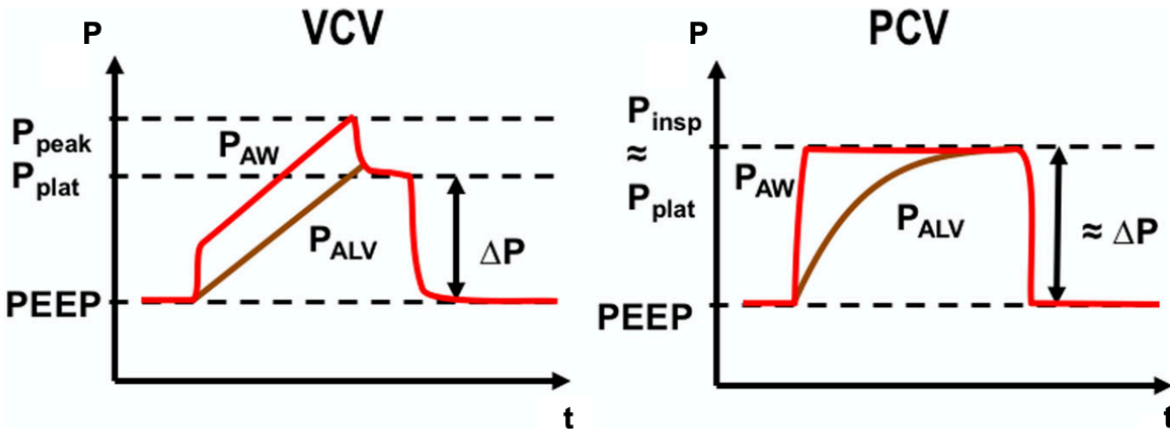 VCV
P
P_peak
P_AW
P_plat
P_ALV
ΔP
PEEP
t
PCV
P
P_insp
≈
P_AW
P_plat
P_ALV
≈ ΔP
PEEP
t